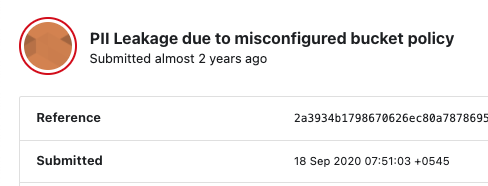 PII Leakage due to misconfigured bucket policy
Submitted almost 2 years ago
Reference 2a3934b1798670626ec80a7878695
Submitted 18 Sep 2020 07:51:03 +0545